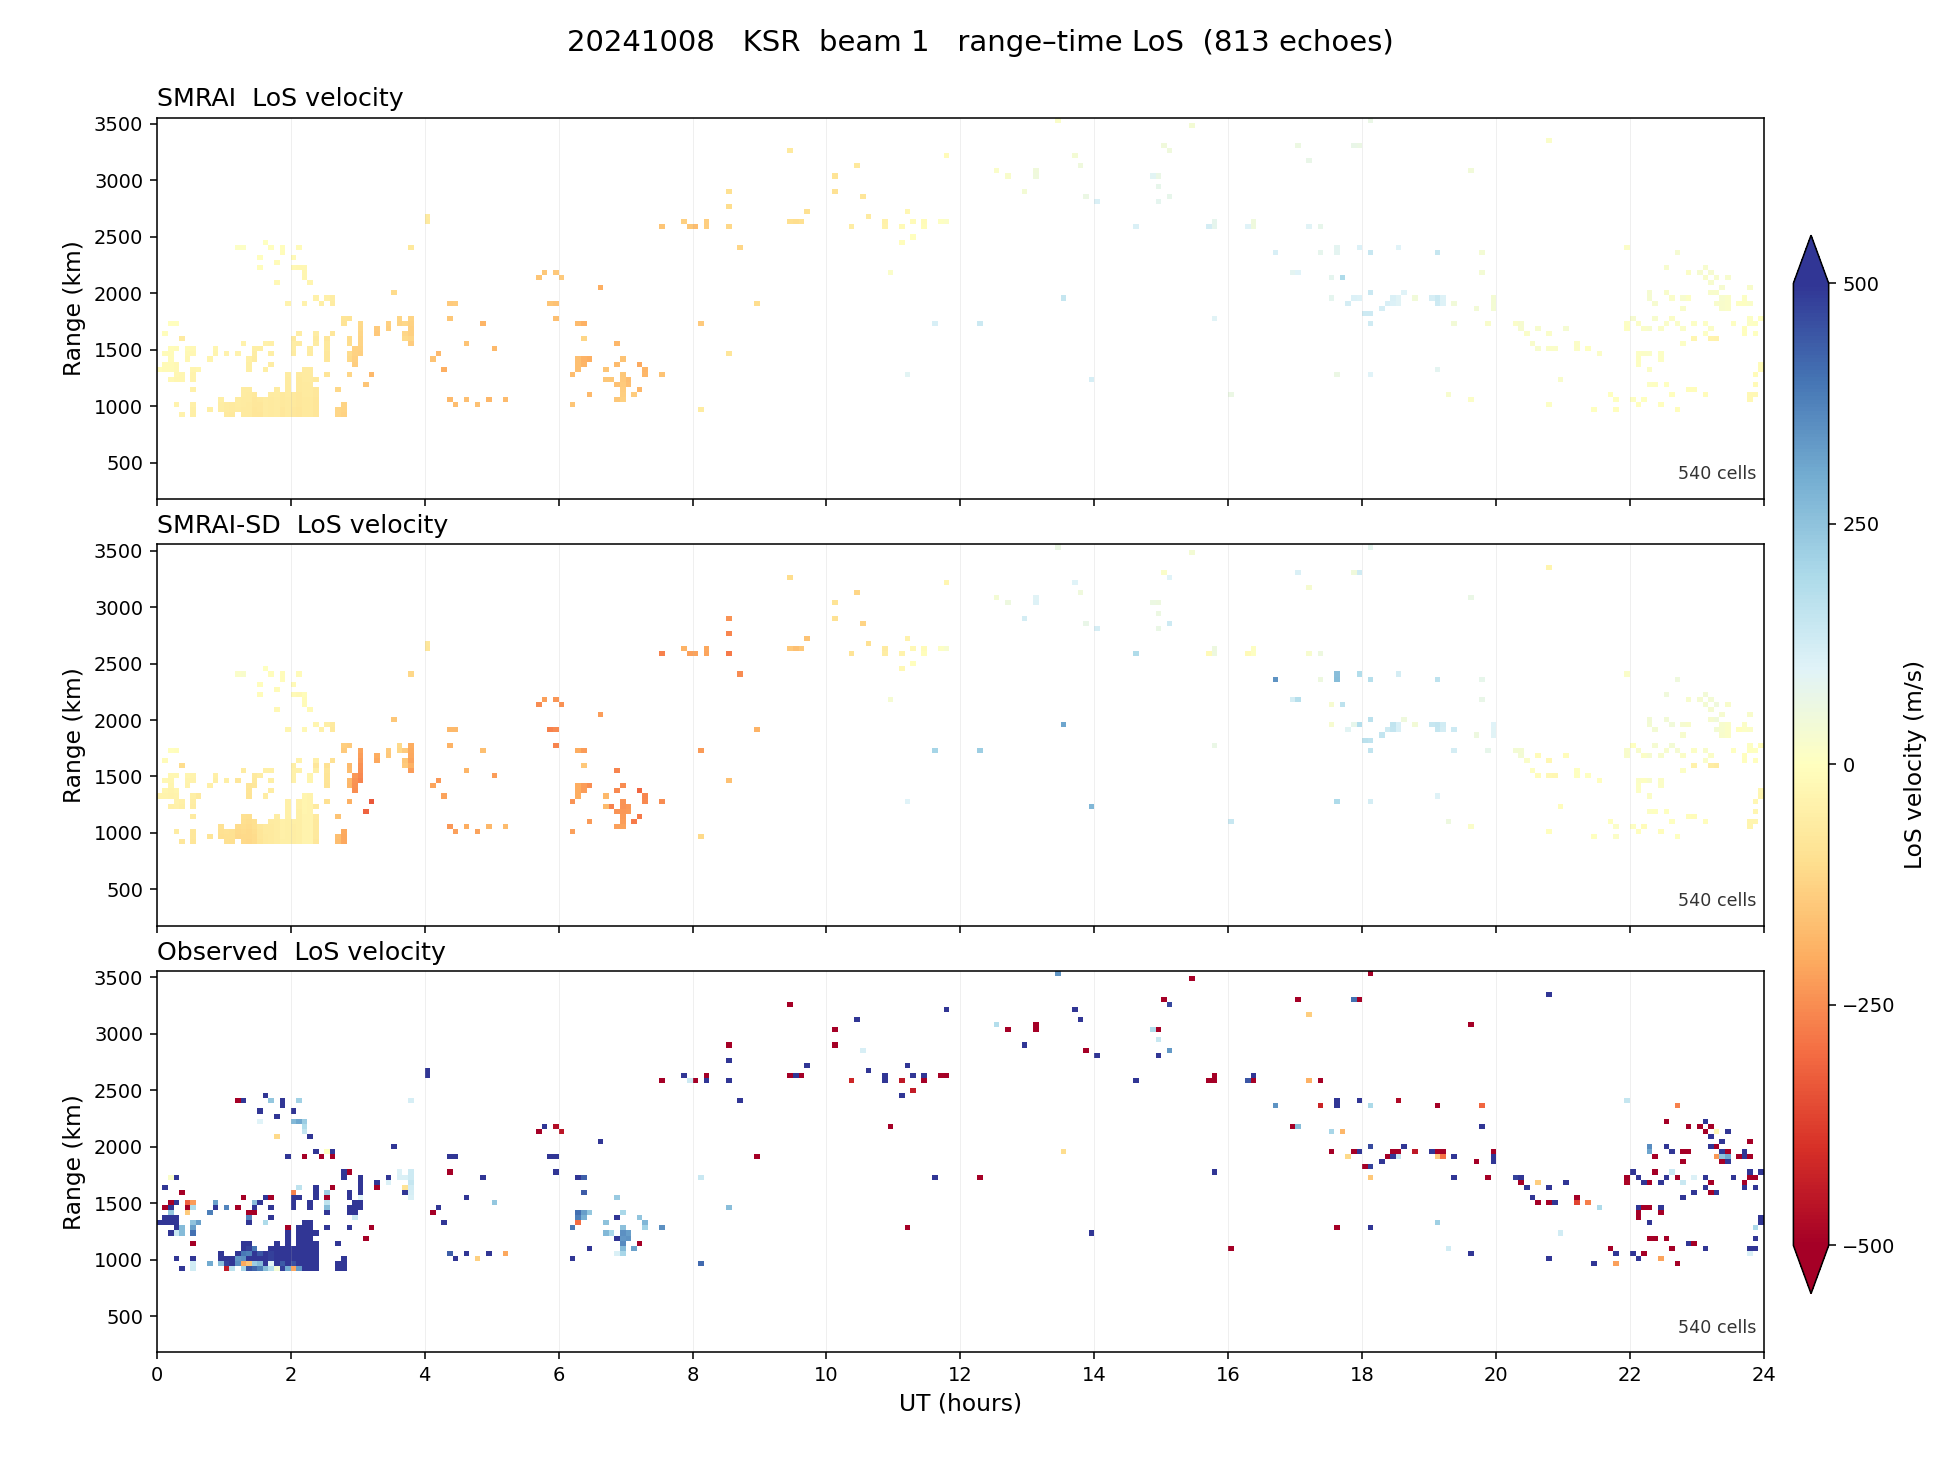 20241008   KSR  beam 1   range–time LoS  (813 echoes)
SMRAI  LoS velocity
3500
3000
2500
2000
1500
1000
500
Range (km)
540 cells
SMRAI-SD  LoS velocity
3500
3000
2500
2000
1500
1000
500
Range (km)
540 cells
Observed  LoS velocity
3500
3000
2500
2000
1500
1000
500
Range (km)
540 cells
0 2 4 6 8 10 12 14 16 18 20 22 24
UT (hours)
500
250
0
−250
−500
LoS velocity (m/s)